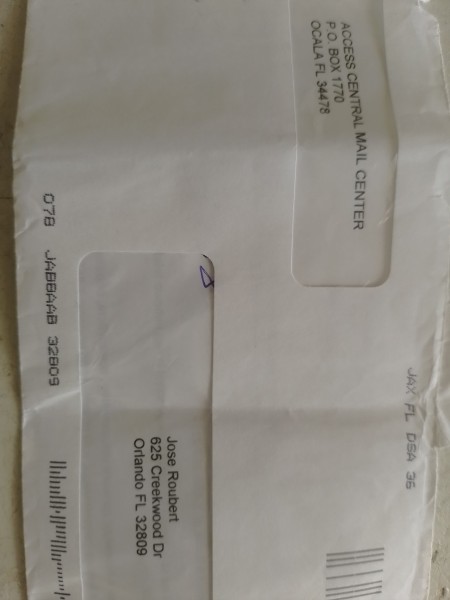 ACCESS CENTRAL MAIL CENTER
P.O. BOX 1770
OCALA FL 34478
JAX FL DSA 36
Jose Roubert
625 Creekwood Dr
Orlando FL 32809
078 JABBAAB 32809